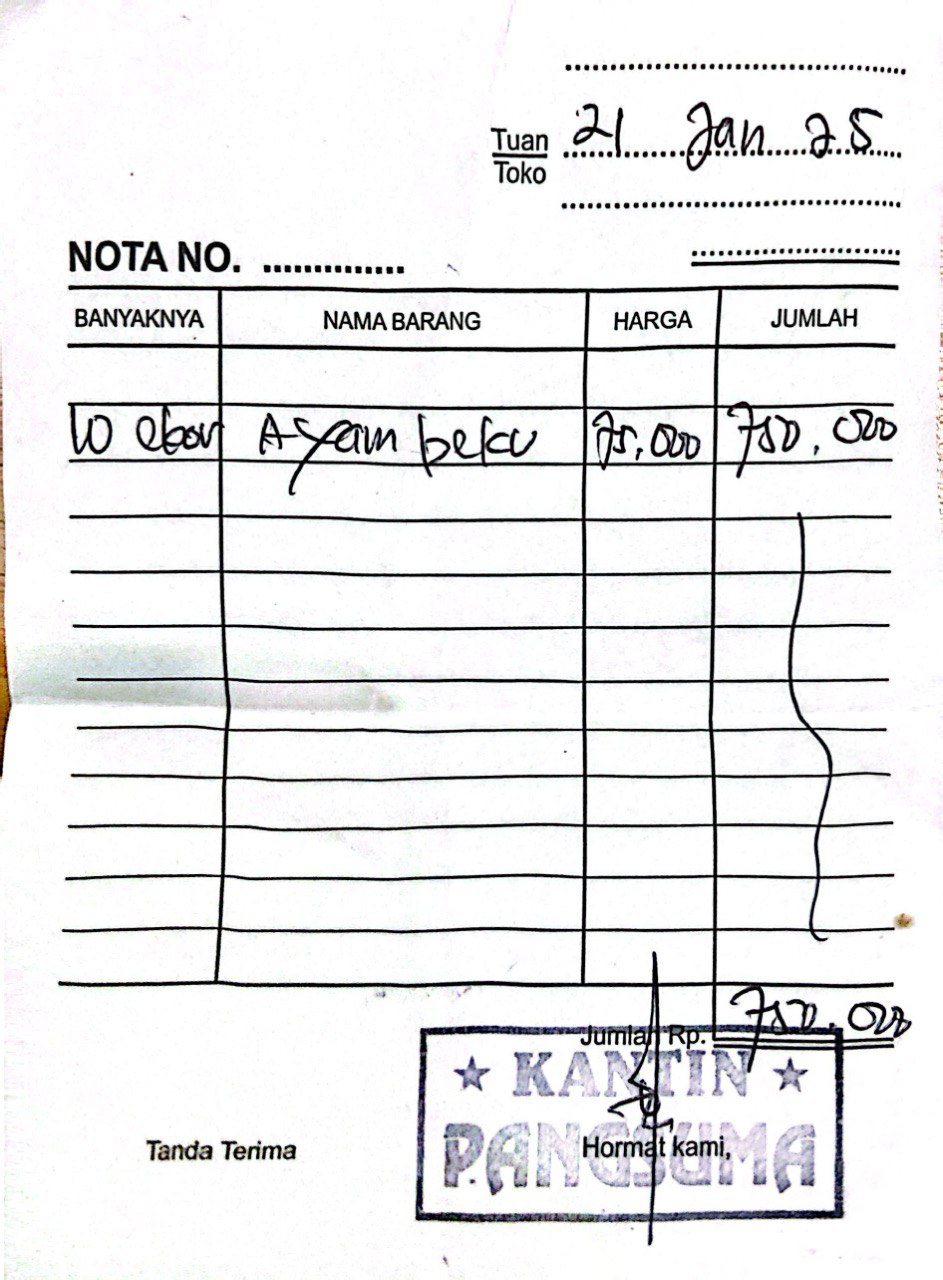 21 Jan 25
Tuan
Toko
NOTA NO. ..............
BANYAKNYA NAMA BARANG HARGA JUMLAH
10 ekor Ayam beku 75.000 750.000
Jumlah Rp. 750.000
KANTIN
P.ANGSUMA
Tanda Terima Hormat kami,